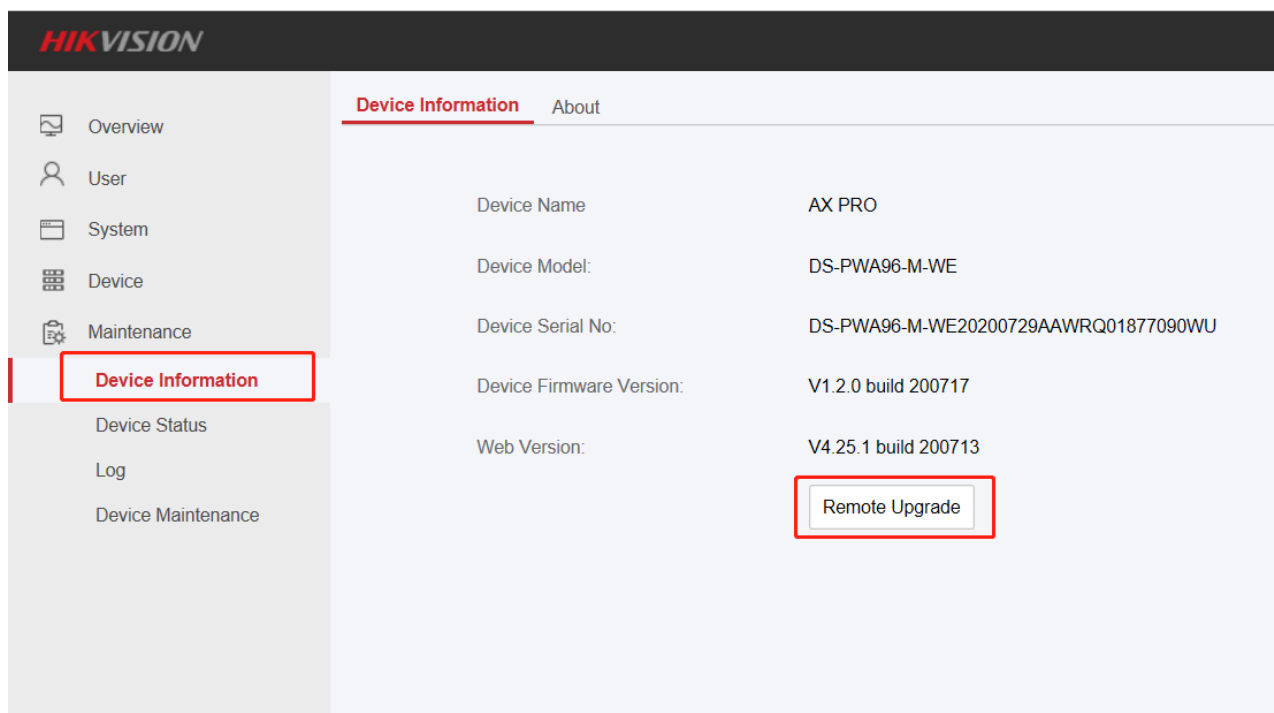 HIKVISION
Overview
User
System
Device
Maintenance
Device Information
Device Status
Log
Device Maintenance
Device Information About
Device Name AX PRO
Device Model: DS-PWA96-M-WE
Device Serial No: DS-PWA96-M-WE20200729AAWRQ01877090WU
Device Firmware Version: V1.2.0 build 200717
Web Version: V4.25.1 build 200713
Remote Upgrade